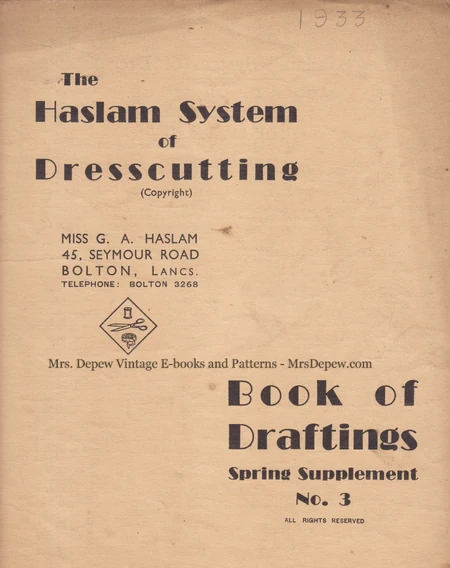 1933
The
Haslam System
of
Dresscutting
(Copyright)
MISS G. A. HASLAM
45, SEYMOUR ROAD
BOLTON, LANCS.
TELEPHONE: BOLTON 3268
Mrs. Depew Vintage E-books and Patterns - MrsDepew.com
Book of
Draftings
Spring Supplement
No. 3
ALL RIGHTS RESERVED